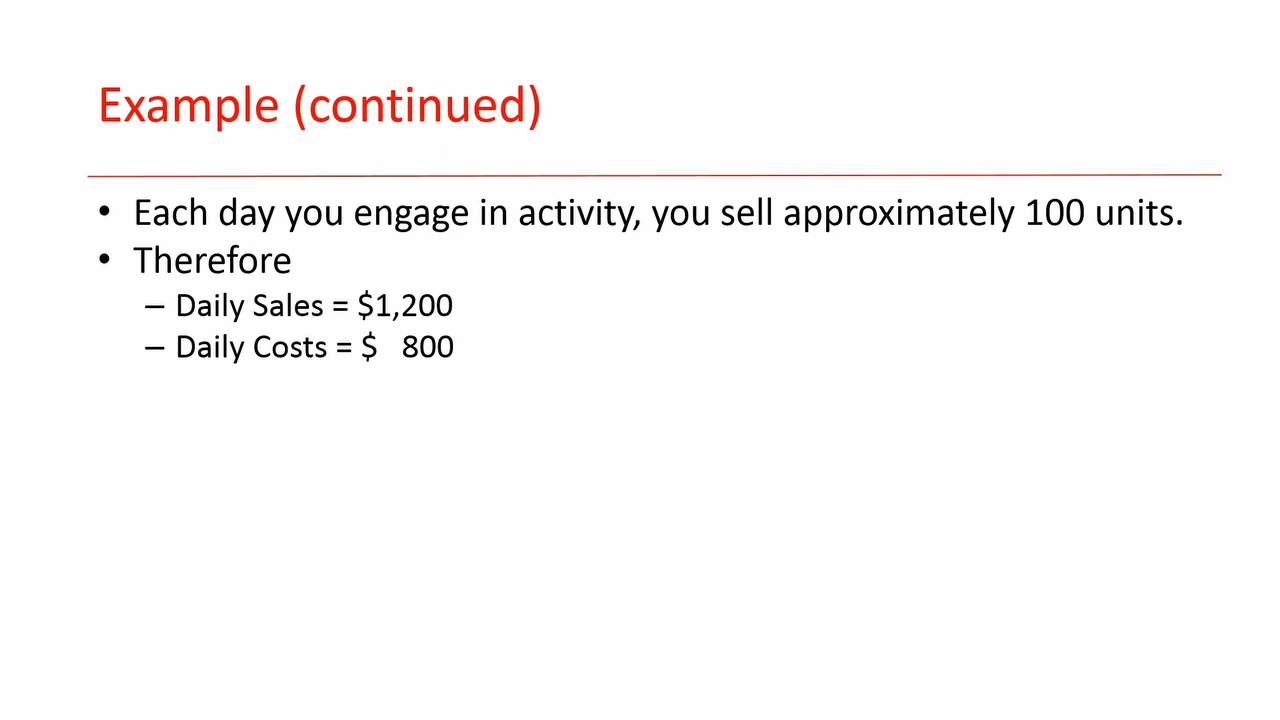 Example (continued)
• Each day you engage in activity, you sell approximately 100 units.
• Therefore
– Daily Sales = $1,200
– Daily Costs = $   800